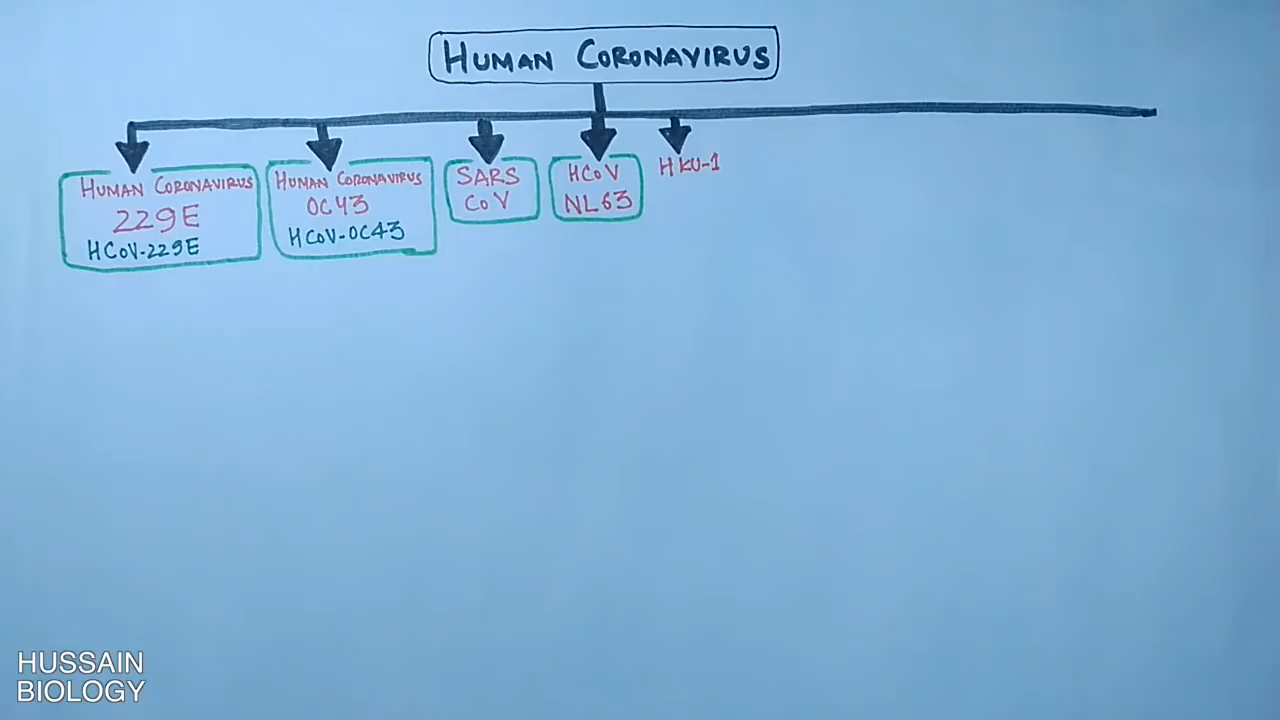 HUMAN CORONAVIRUS
HUMAN CORONAVIRUS
229E
HCoV-229E
HUMAN CORONAVIRUS
OC43
HCoV-OC43
SARS
CoV
HCoV
NL63
HKU-1
HUSSAIN
BIOLOGY